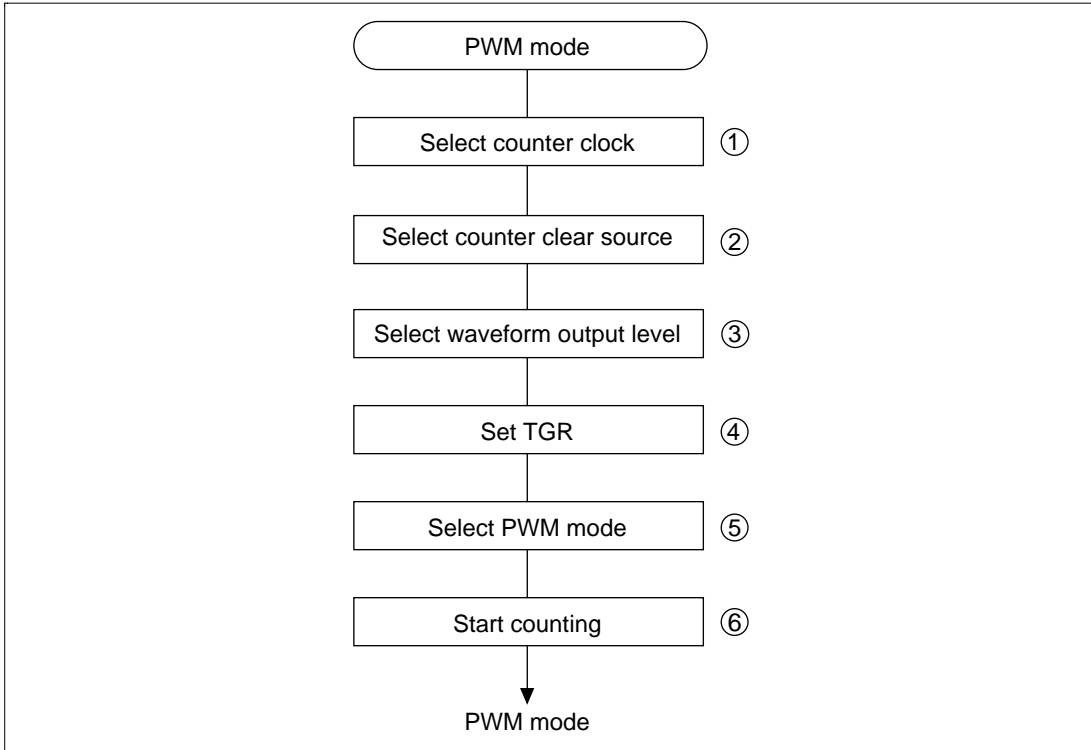 PWM mode
Select counter clock ①
Select counter clear source ②
Select waveform output level ③
Set TGR ④
Select PWM mode ⑤
Start counting ⑥
PWM mode